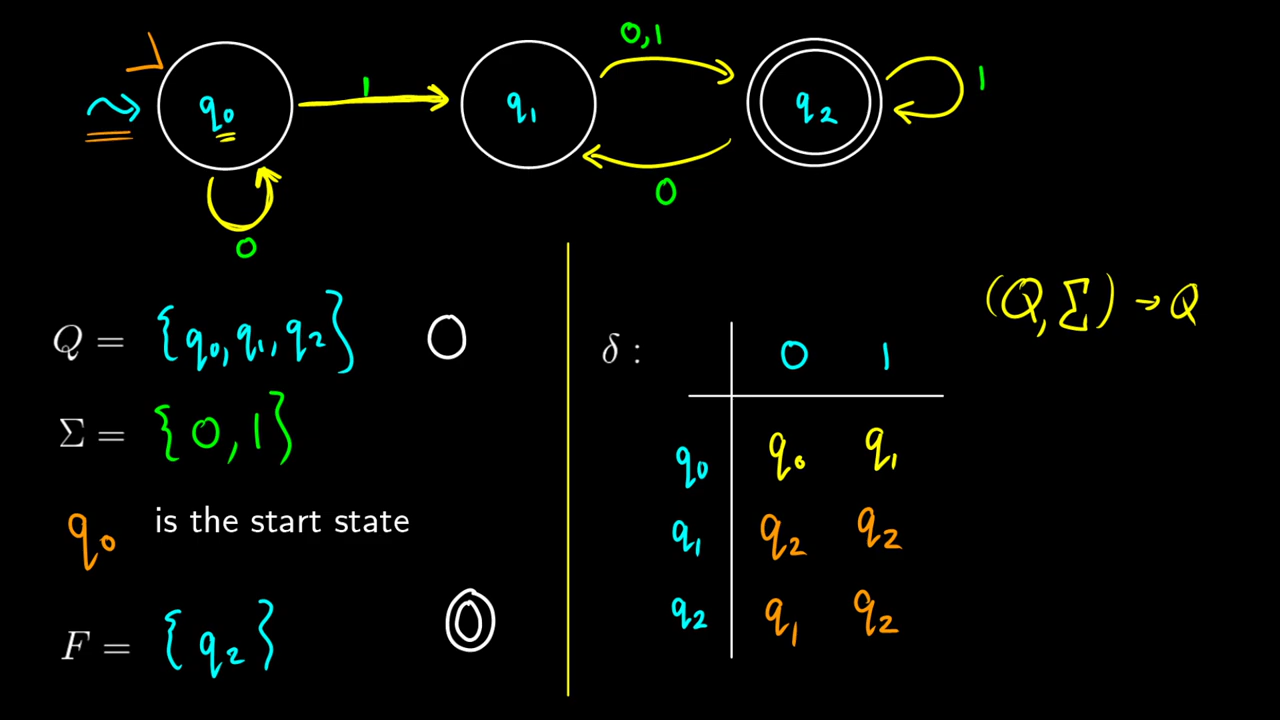 0,1
1
q0
q1
q2
1
0
0
Q = {q0, q1, q2}
Σ = {0, 1}
q0 is the start state
F = {q2}
(Q, Σ) → Q
δ :
0 1
q0 q0 q1
q1 q2 q2
q2 q1 q2